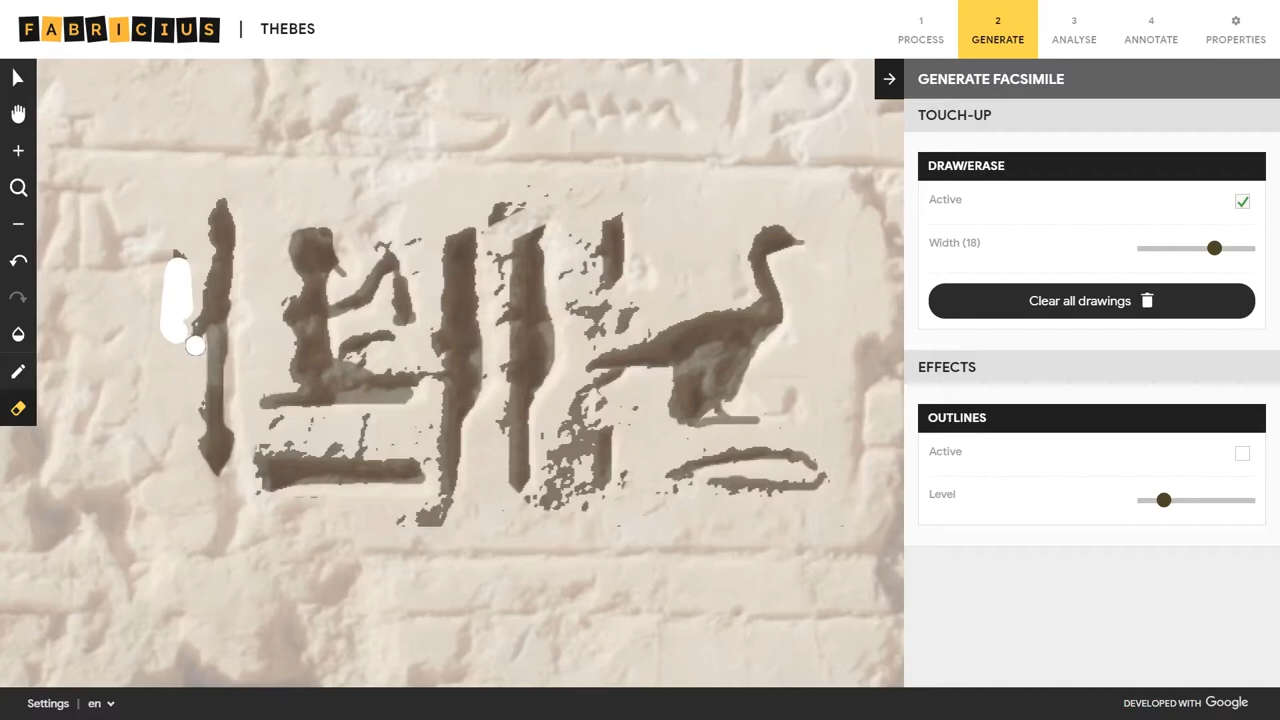 FABRICIUS | THEBES
1 PROCESS
2 GENERATE
3 ANALYSE
4 ANNOTATE
PROPERTIES
GENERATE FACSIMILE
TOUCH-UP
DRAW/ERASE
Active
Width (18)
Clear all drawings
EFFECTS
OUTLINES
Active
Level
Settings | en
DEVELOPED WITH Google